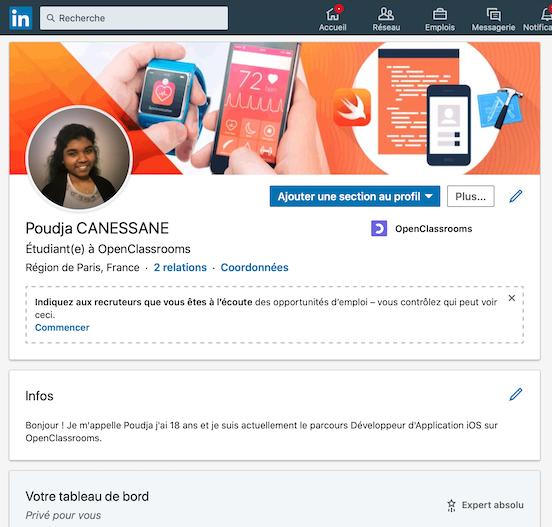 in Recherche
Accueil Réseau Emplois Messagerie Notifica
72
Ajouter une section au profil Plus...
Poudja CANESSANE
OpenClassrooms
Étudiant(e) à OpenClassrooms
Région de Paris, France · 2 relations · Coordonnées
Indiquez aux recruteurs que vous êtes à l'écoute des opportunités d'emploi – vous contrôlez qui peut voir
ceci.
Commencer
Infos
Bonjour ! Je m'appelle Poudja j'ai 18 ans et je suis actuellement le parcours Développeur d'Application iOS sur
OpenClassrooms.
Votre tableau de bord
Privé pour vous
Expert absolu